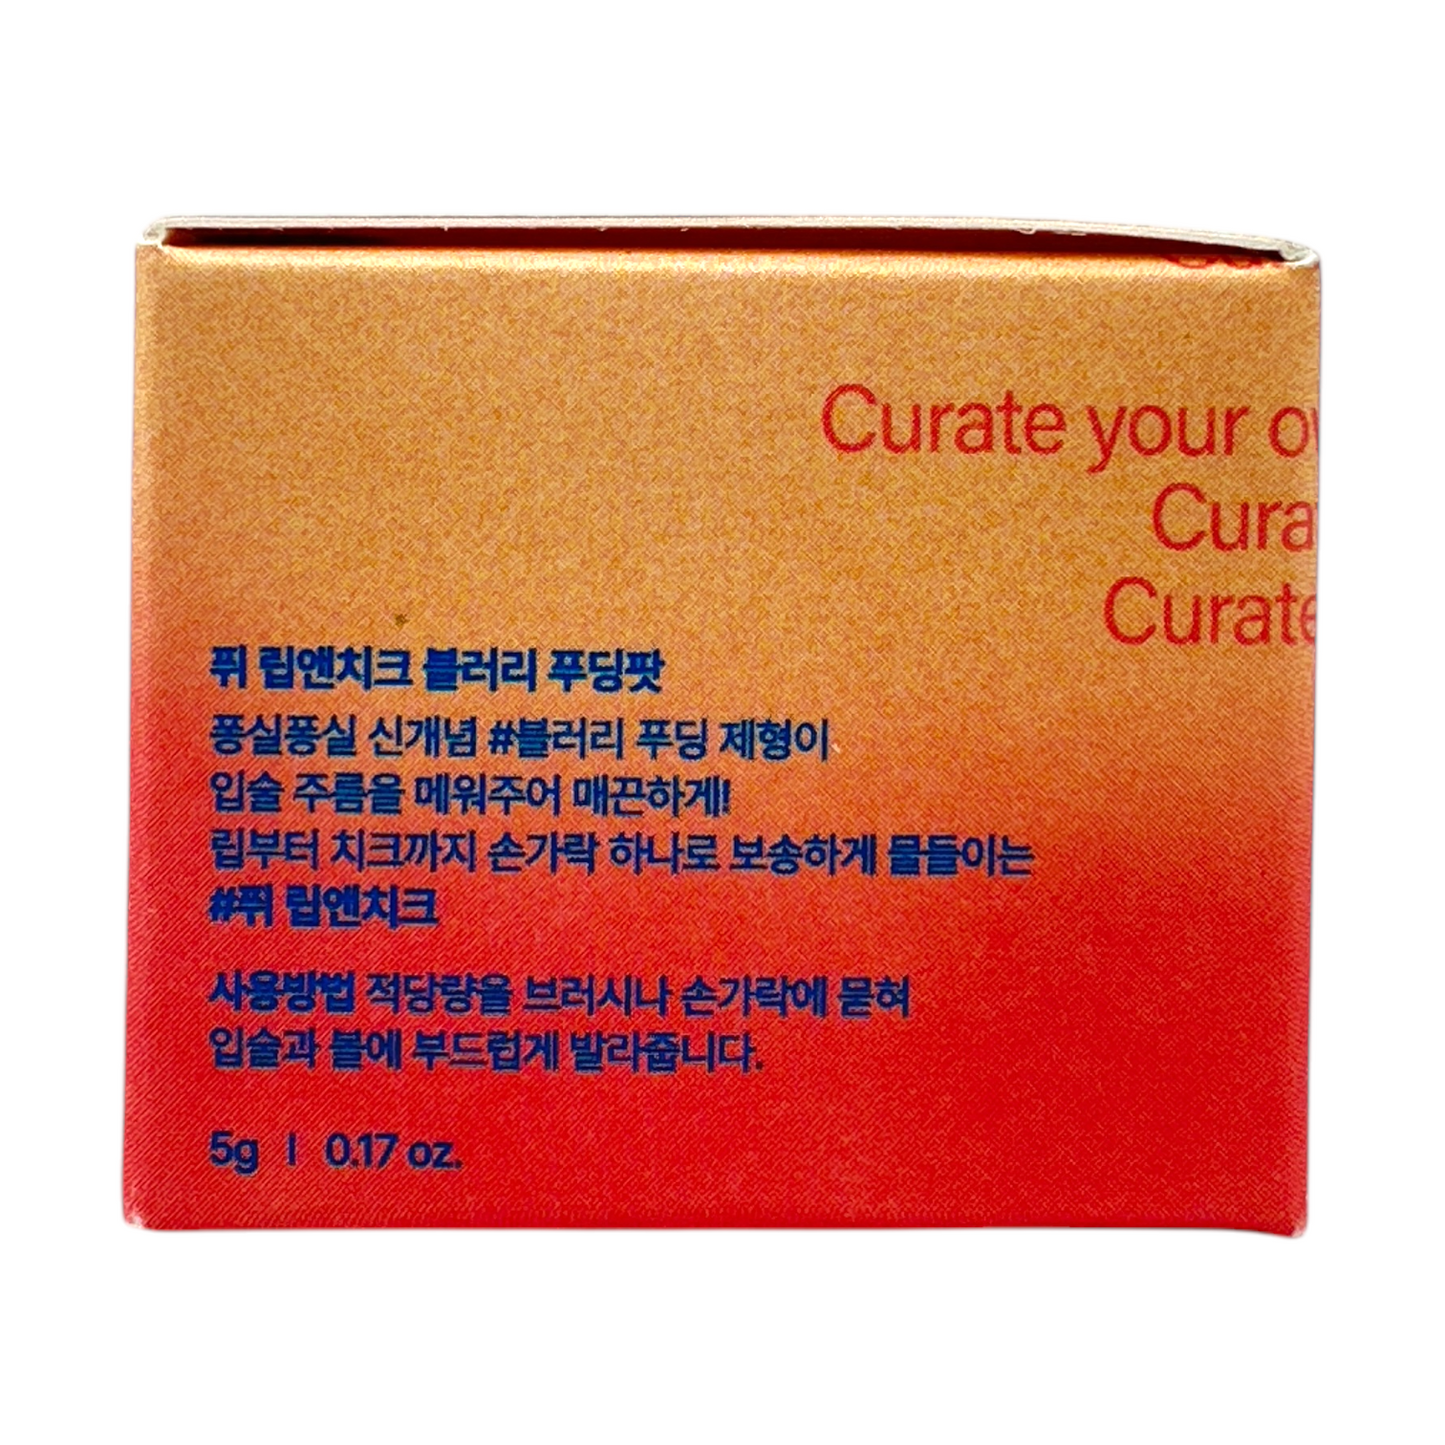 Curate your o
Cura
Curate
퓌 립앤치크 블러리 푸딩팟
퐁실퐁실 신개념 #블러리 푸딩 제형이
입술 주름을 메워주어 매끈하게!
립부터 치크까지 손가락 하나로 보송하게 물들이는
#퓌 립앤치크
사용방법 적당량을 브러시나 손가락에 묻혀
입술과 볼에 부드럽게 발라줍니다.
5g | 0.17 oz.